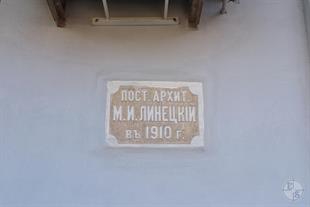 ПОСТ. АРХИТ.
М. И. ЛИНЕЦКІЙ
ВЪ 1910 Г.